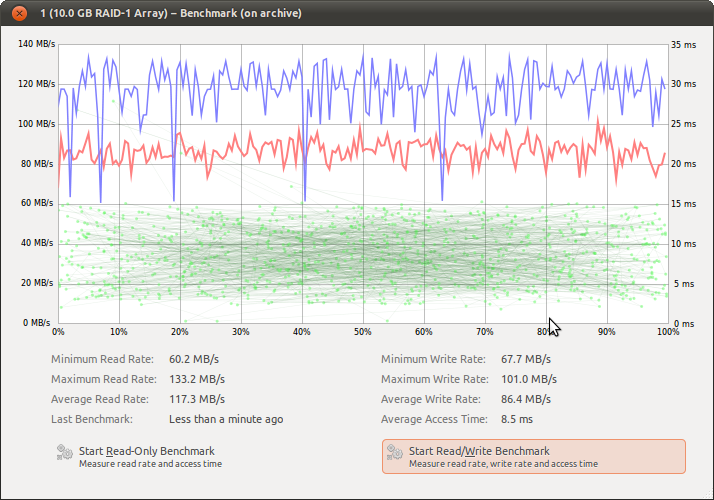 1 (10.0 GB RAID-1 Array) – Benchmark (on archive)
140 MB/s
120 MB/s
100 MB/s
80 MB/s
60 MB/s
40 MB/s
20 MB/s
0 MB/s
35 ms
30 ms
25 ms
20 ms
15 ms
10 ms
5 ms
0 ms
0% 10% 20% 30% 40% 50% 60% 70% 80% 90% 100%
Minimum Read Rate: 60.2 MB/s Minimum Write Rate: 67.7 MB/s
Maximum Read Rate: 133.2 MB/s Maximum Write Rate: 101.0 MB/s
Average Read Rate: 117.3 MB/s Average Write Rate: 86.4 MB/s
Last Benchmark: Less than a minute ago Average Access Time: 8.5 ms
Start Read-Only Benchmark Start Read/Write Benchmark
Measure read rate and access time Measure read rate, write rate and access time